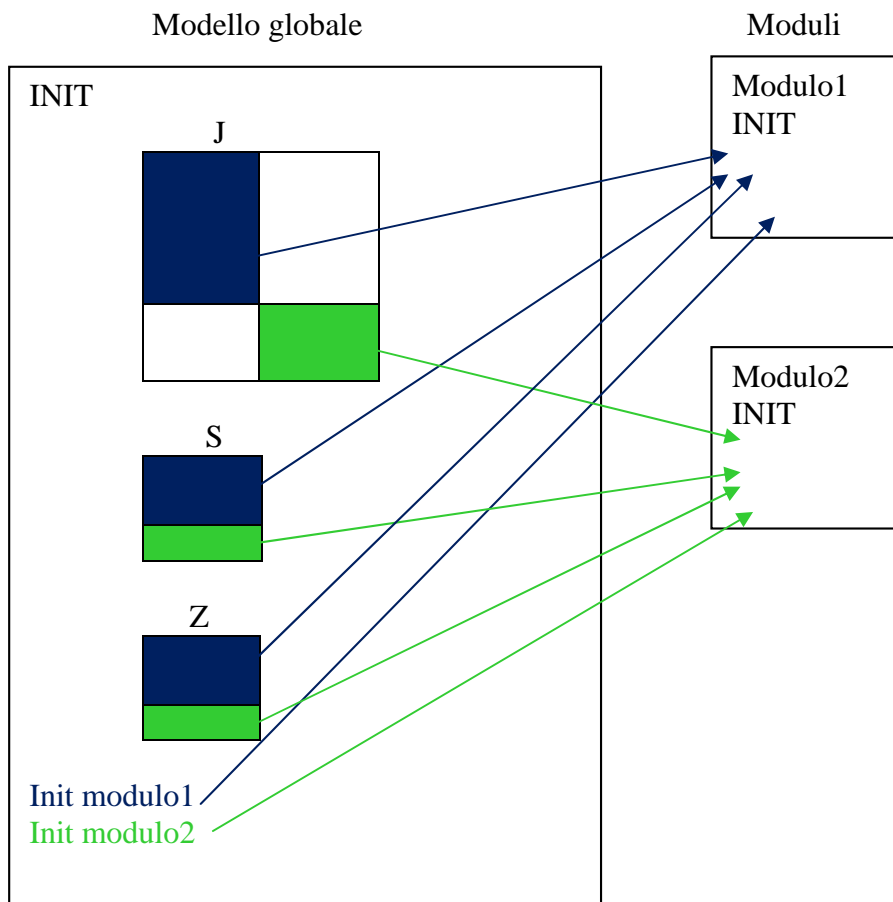 Modello globale
Moduli
INIT
J
S
Z
Init modulo1
Init modulo2
Modulo1
INIT
Modulo2
INIT